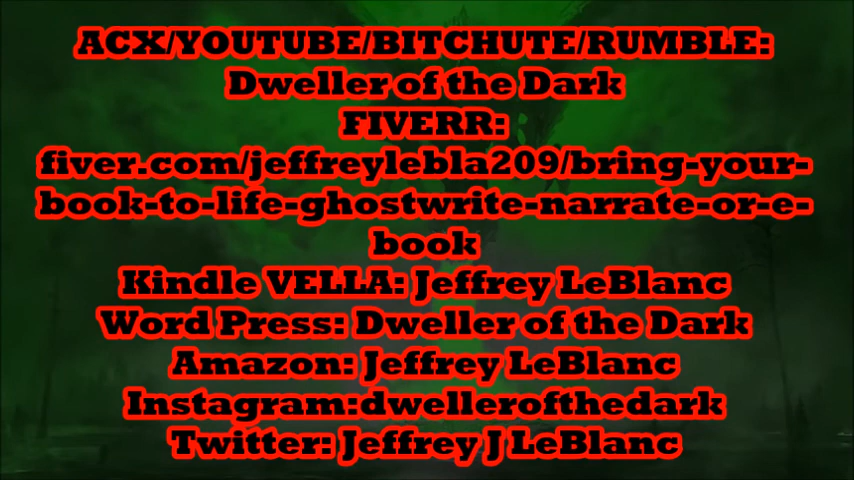 ACX/YOUTUBE/BITCHUTE/RUMBLE:
Dweller of the Dark
FIVERR:
fiver.com/jeffreylebla209/bring-your-
book-to-life-ghostwrite-narrate-or-e-
book
Kindle VELLA: Jeffrey LeBlanc
Word Press: Dweller of the Dark
Amazon: Jeffrey LeBlanc
Instagram:dwellerofthedark
Twitter: Jeffrey J LeBlanc